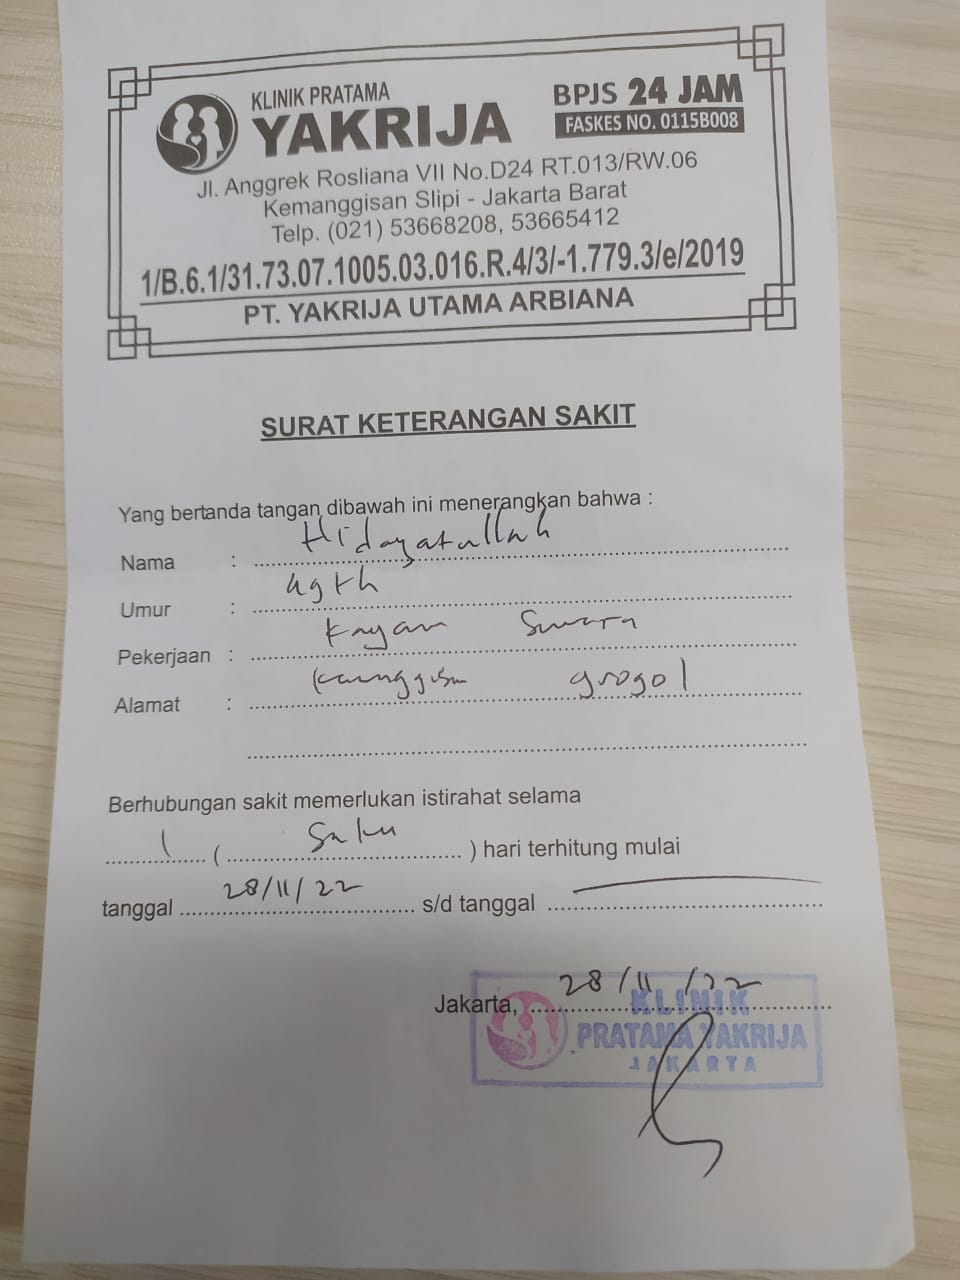 KLINIK PRATAMA
YAKRIJA
BPJS 24 JAM
FASKES NO. 0115B008
Jl. Anggrek Rosliana VII No.D24 RT.013/RW.06
Kemanggisan Slipi - Jakarta Barat
Telp. (021) 53668208, 53665412
1/B.6.1/31.73.07.1005.03.016.R.4/3/-1.779.3/e/2019
PT. YAKRIJA UTAMA ARBIANA
SURAT KETERANGAN SAKIT
Yang bertanda tangan dibawah ini menerangkan bahwa :
Nama : Hidayatullah
Umur :
Pekerjaan :
Alamat : grogol
Berhubungan sakit memerlukan istirahat selama
1 ( Satu ) hari terhitung mulai
tanggal 28/11/22 s/d tanggal
Jakarta, 28/11/22
KLINIK
PRATAMA YAKRIJA
JAKARTA